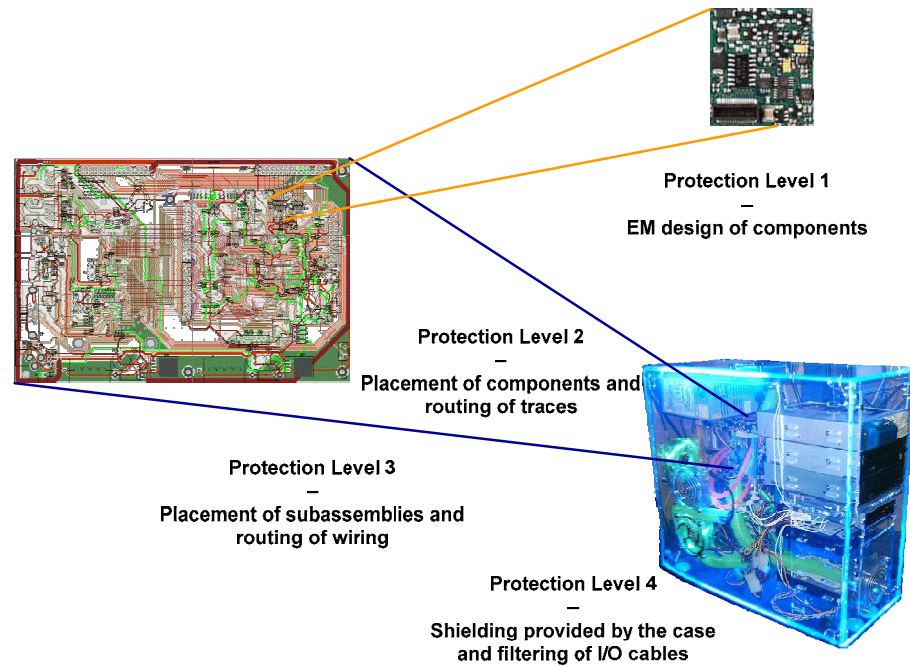 Protection Level 1
–
EM design of components
Protection Level 2
–
Placement of components and
routing of traces
Protection Level 3
–
Placement of subassemblies and
routing of wiring
Protection Level 4
–
Shielding provided by the case
and filtering of I/O cables